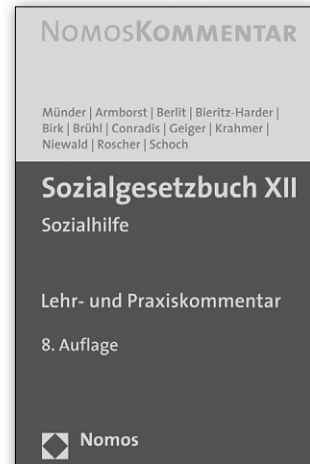 NomosKommentar
Münder | Armborst | Berlit | Bieritz-Harder |
Birk | Brühl | Conradis | Geiger | Krahmer |
Niewald | Roscher | Schoch
Sozialgesetzbuch XII
Sozialhilfe
Lehr- und Praxiskommentar
8. Auflage
Nomos